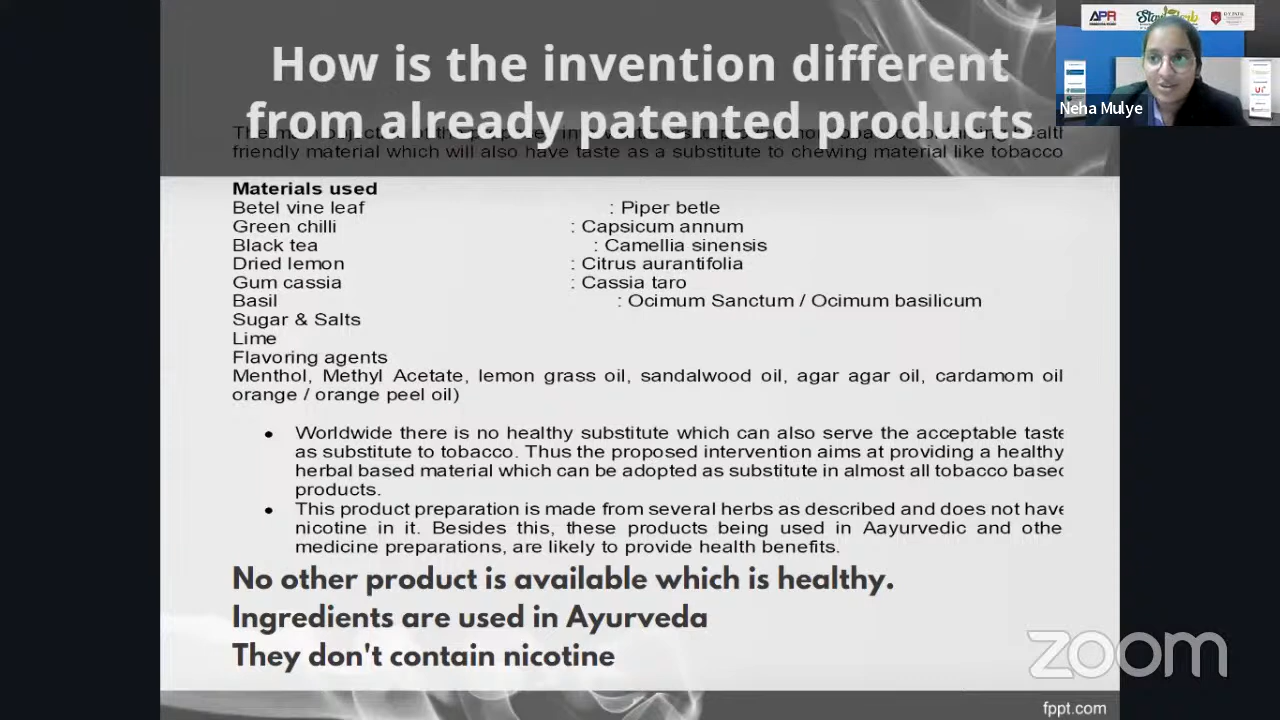 How is the invention different
from already patented products
friendly material which will also have taste as a substitute to chewing material like tobacco
Materials used
Betel vine leaf : Piper betle
Green chilli : Capsicum annum
Black tea : Camellia sinensis
Dried lemon : Citrus aurantifolia
Gum cassia : Cassia taro
Basil : Ocimum Sanctum / Ocimum basilicum
Sugar & Salts
Lime
Flavoring agents
Menthol, Methyl Acetate, lemon grass oil, sandalwood oil, agar agar oil, cardamom oil
orange / orange peel oil)
• Worldwide there is no healthy substitute which can also serve the acceptable taste
as substitute to tobacco. Thus the proposed intervention aims at providing a healthy
herbal based material which can be adopted as substitute in almost all tobacco based
products.
• This product preparation is made from several herbs as described and does not have
nicotine in it. Besides this, these products being used in Aayurvedic and othe
medicine preparations, are likely to provide health benefits.
No other product is available which is healthy.
Ingredients are used in Ayurveda
They don't contain nicotine
APR
Neha Mulye
zoom
fppt.com